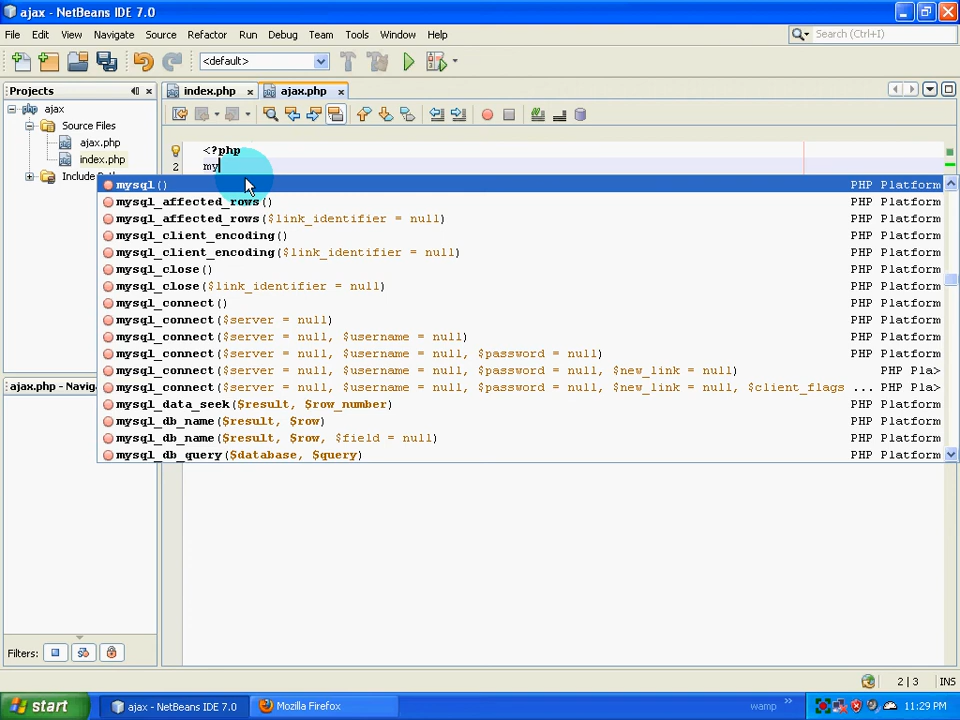 ajax - NetBeans IDE 7.0
File Edit View Navigate Source Refactor Run Debug Team Tools Window Help
Search (Ctrl+I)
<default>
Projects
index.php
ajax.php
ajax
Source Files
ajax.php
index.php
Include
<?php
2 my
mysql() PHP Platform
mysql_affected_rows() PHP Platform
mysql_affected_rows($link_identifier = null) PHP Platform
mysql_client_encoding() PHP Platform
mysql_client_encoding($link_identifier = null) PHP Platform
mysql_close() PHP Platform
mysql_close($link_identifier = null) PHP Platform
mysql_connect() PHP Platform
mysql_connect($server = null) PHP Platform
mysql_connect($server = null, $username = null) PHP Platform
mysql_connect($server = null, $username = null, $password = null) PHP Platform
mysql_connect($server = null, $username = null, $password = null, $new_link = null) PHP Pla>
mysql_connect($server = null, $username = null, $password = null, $new_link = null, $client_flags ... PHP Pla>
mysql_data_seek($result, $row_number) PHP Platform
mysql_db_name($result, $row) PHP Platform
mysql_db_name($result, $row, $field = null) PHP Platform
mysql_db_query($database, $query) PHP Platform
ajax.php - Navig
Filters:
2|3 INS
start
ajax - NetBeans IDE 7.0
Mozilla Firefox
wamp
11:29 PM